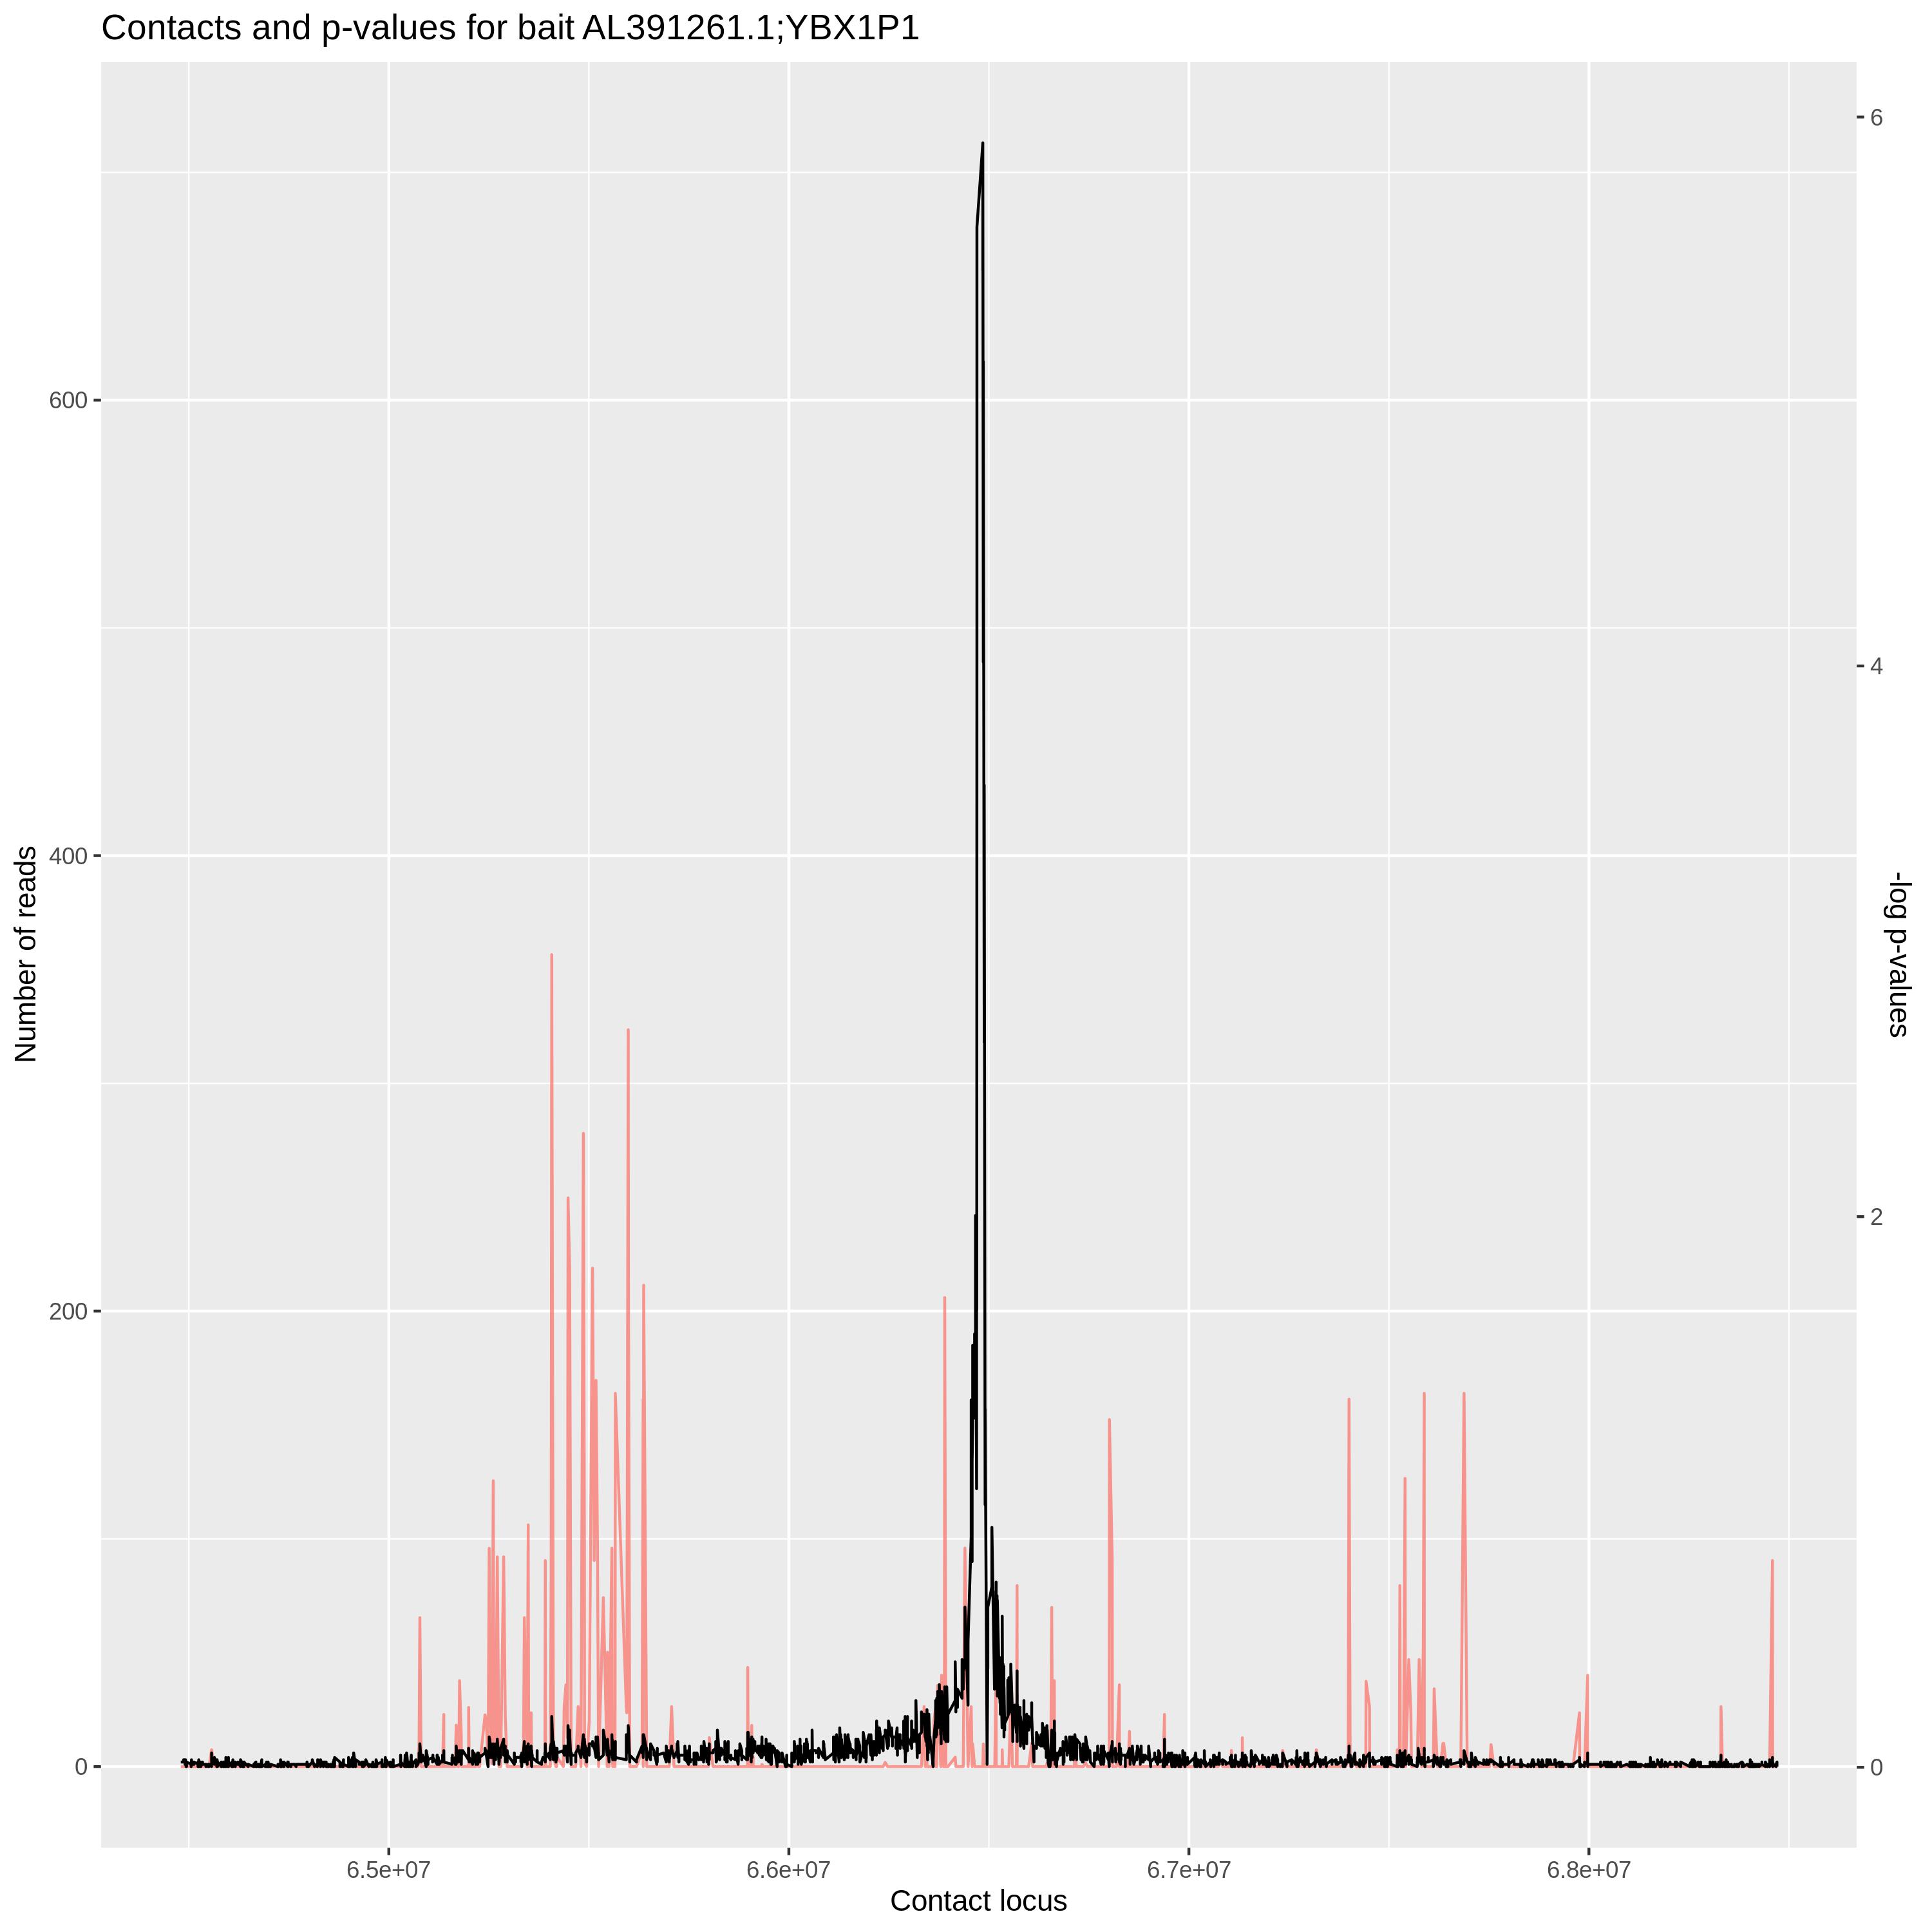 Contacts and p-values for bait AL391261.1;YBX1P1
6
600
4
400
Number of reads
-log p-values
2
200
0
0
6.5e+07
6.6e+07
6.7e+07
6.8e+07
Contact locus